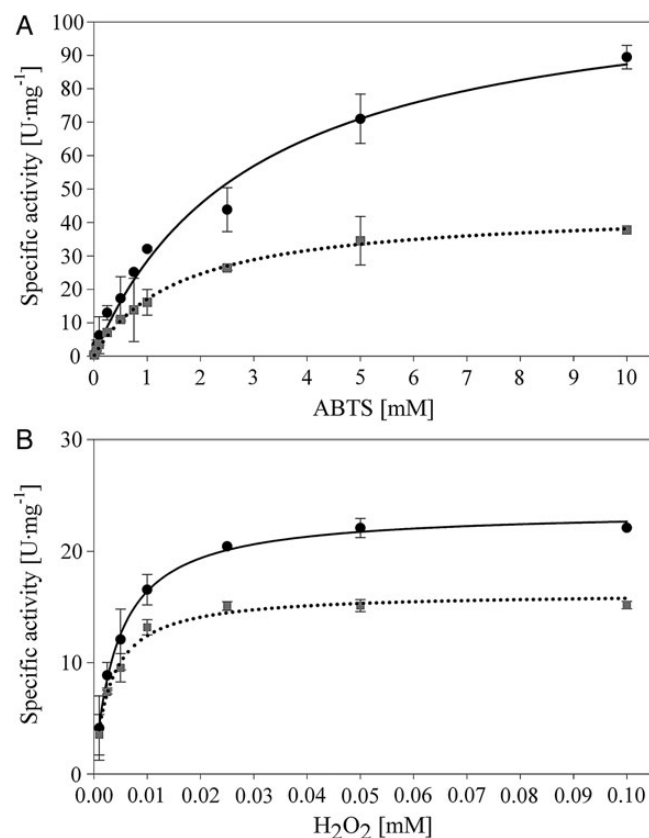 A
Specific activity [U·mg⁻¹]
100
90
80
70
60
50
40
30
20
10
0
0 1 2 3 4 5 6 7 8 9 10
ABTS [mM]
B
Specific activity [U·mg⁻¹]
30
20
10
0
0.00 0.01 0.02 0.03 0.04 0.05 0.06 0.07 0.08 0.09 0.10
H₂O₂ [mM]